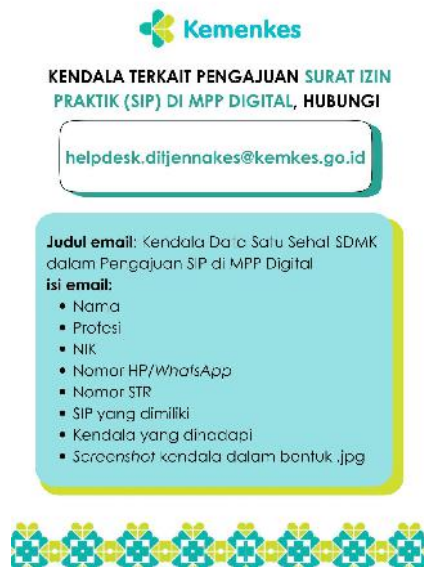 Kemenkes
KENDALA TERKAIT PENGAJUAN SURAT IZIN
PRAKTIK (SIP) DI MPP DIGITAL, HUBUNGI
helpdesk.ditjennakes@kemkes.go.id
Judul email: Kendala Data Satu Sehat SDMK
dalam Pengajuan SIP di MPP Digital
isi email:
• Nama
• Profesi
• NIK
• Nomor HP/WhatsApp
• Nomor STR
• SIP yang dimiliki
• Kendala yang dihadapi
• Screenshot kendala dalam bentuk .jpg